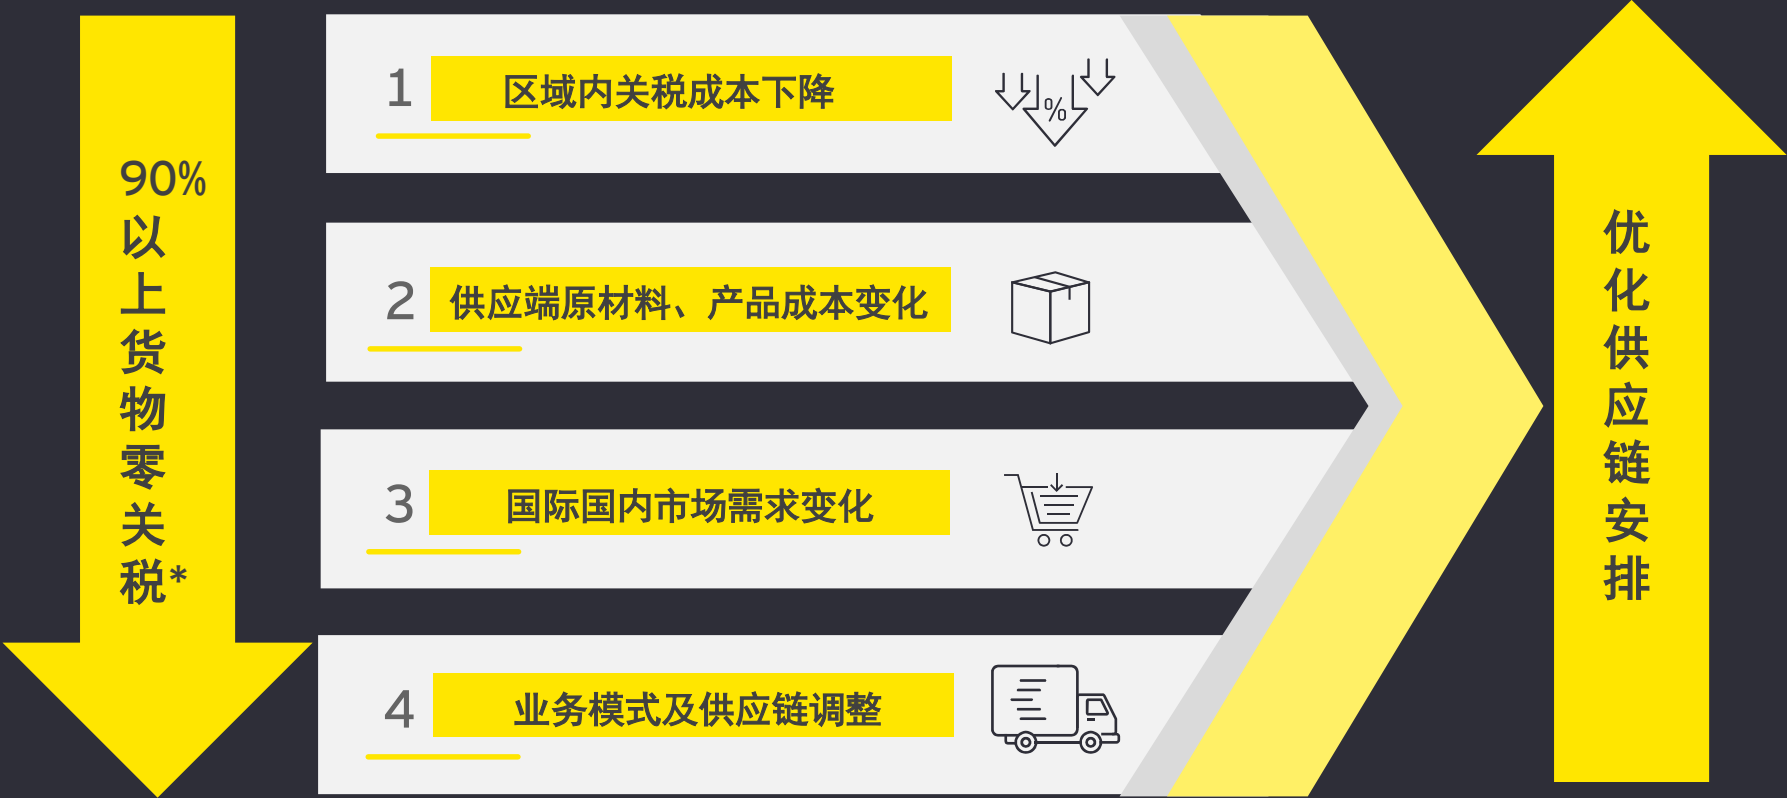 90%
以
上
货
物
零
关
税*
1
区域内关税成本下降
%
2
供应端原材料、产品成本变化
3
国际国内市场需求变化
4
业务模式及供应链调整
优
化
供
应
链
安
排